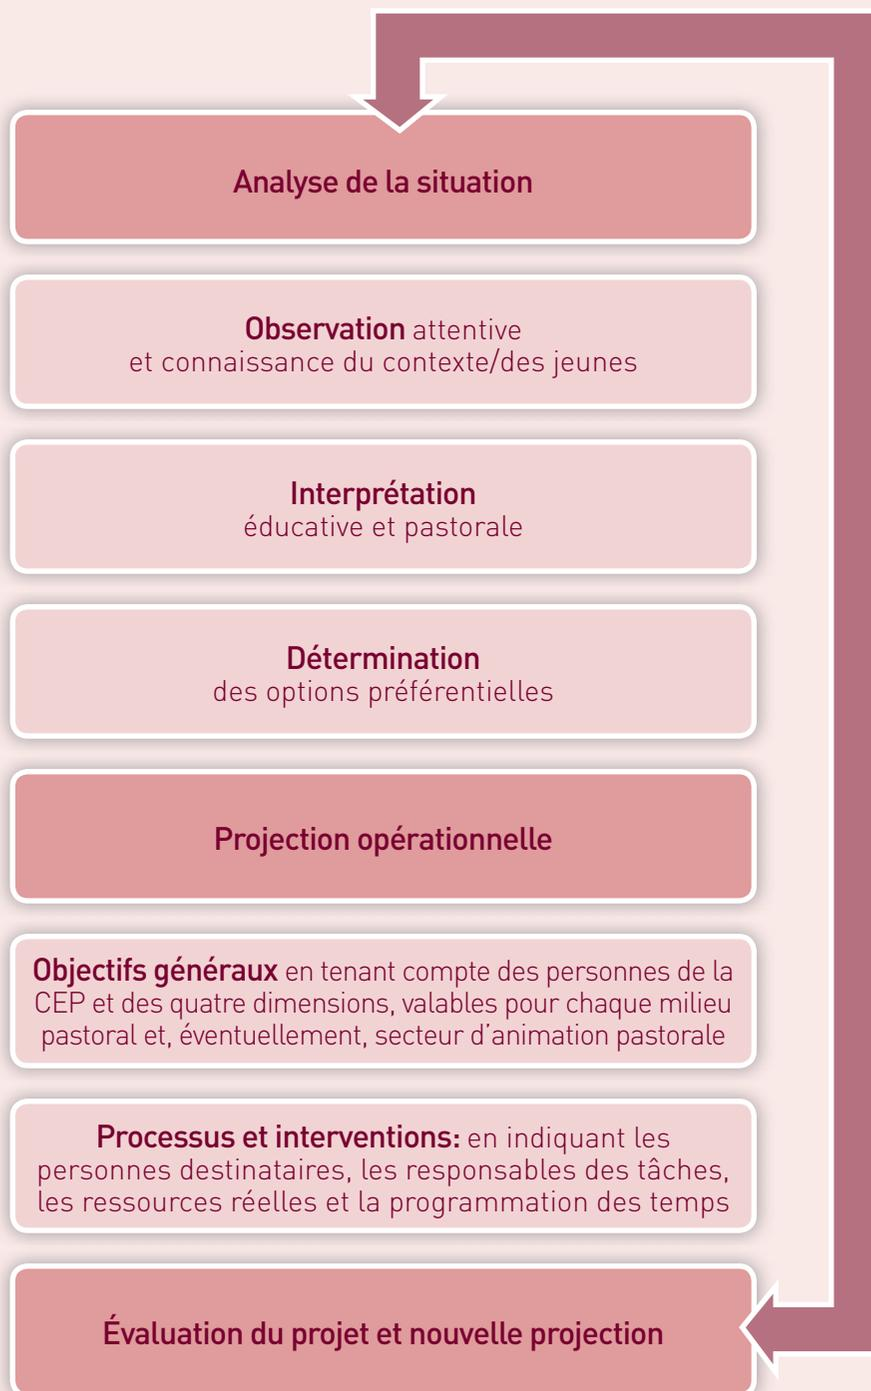 Analyse de la situation
Observation attentive
et connaissance du contexte/des jeunes
Interprétation
éducative et pastorale
Détermination
des options préférentielles
Projection opérationnelle
Objectifs généraux en tenant compte des personnes de la
CEP et des quatre dimensions, valables pour chaque milieu
pastoral et, éventuellement, secteur d’animation pastorale
Processus et interventions: en indiquant les
personnes destinataires, les responsables des tâches,
les ressources réelles et la programmation des temps
Évaluation du projet et nouvelle projection